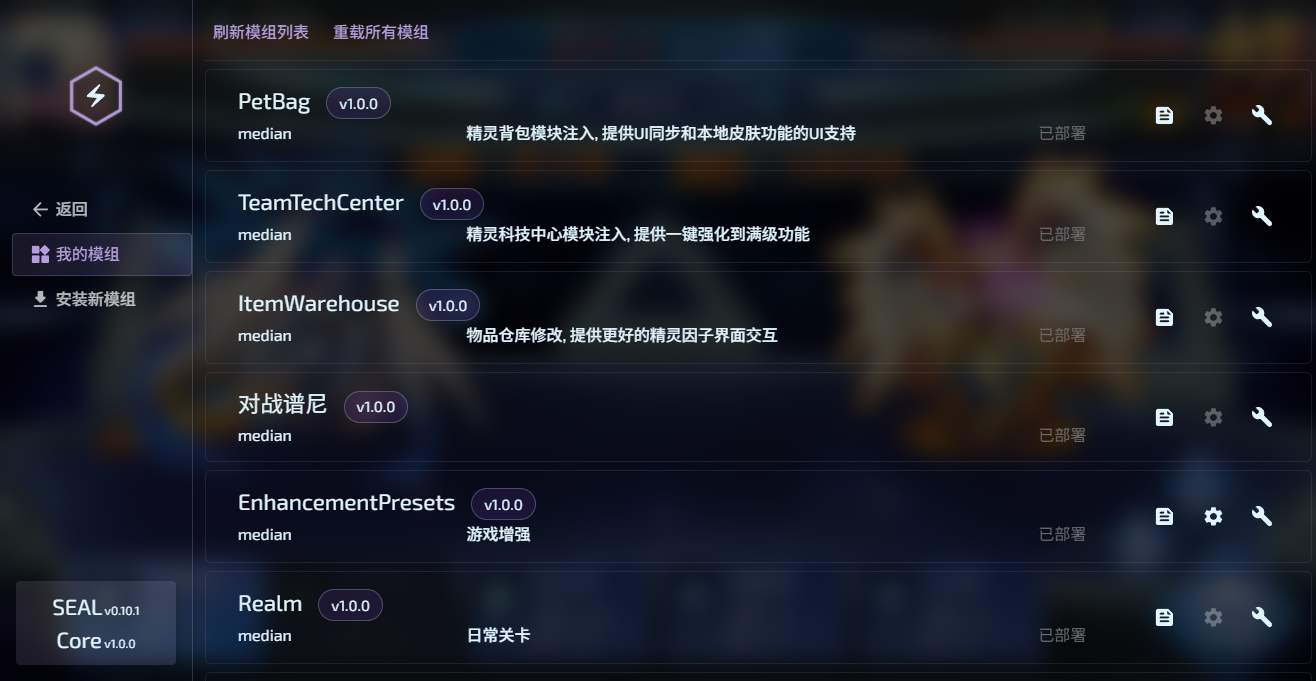 刷新模组列表 重载所有模组
返回
我的模组
安装新模组
SEAL v0.10.1
Core v1.0.0
PetBag v1.0.0
median 精灵背包模块注入, 提供UI同步和本地皮肤功能的UI支持 已部署
TeamTechCenter v1.0.0
median 精灵科技中心模块注入, 提供一键强化到满级功能 已部署
ItemWarehouse v1.0.0
median 物品仓库修改, 提供更好的精灵因子界面交互 已部署
对战谱尼 v1.0.0
median 已部署
EnhancementPresets v1.0.0
median 游戏增强 已部署
Realm v1.0.0
median 日常关卡 已部署